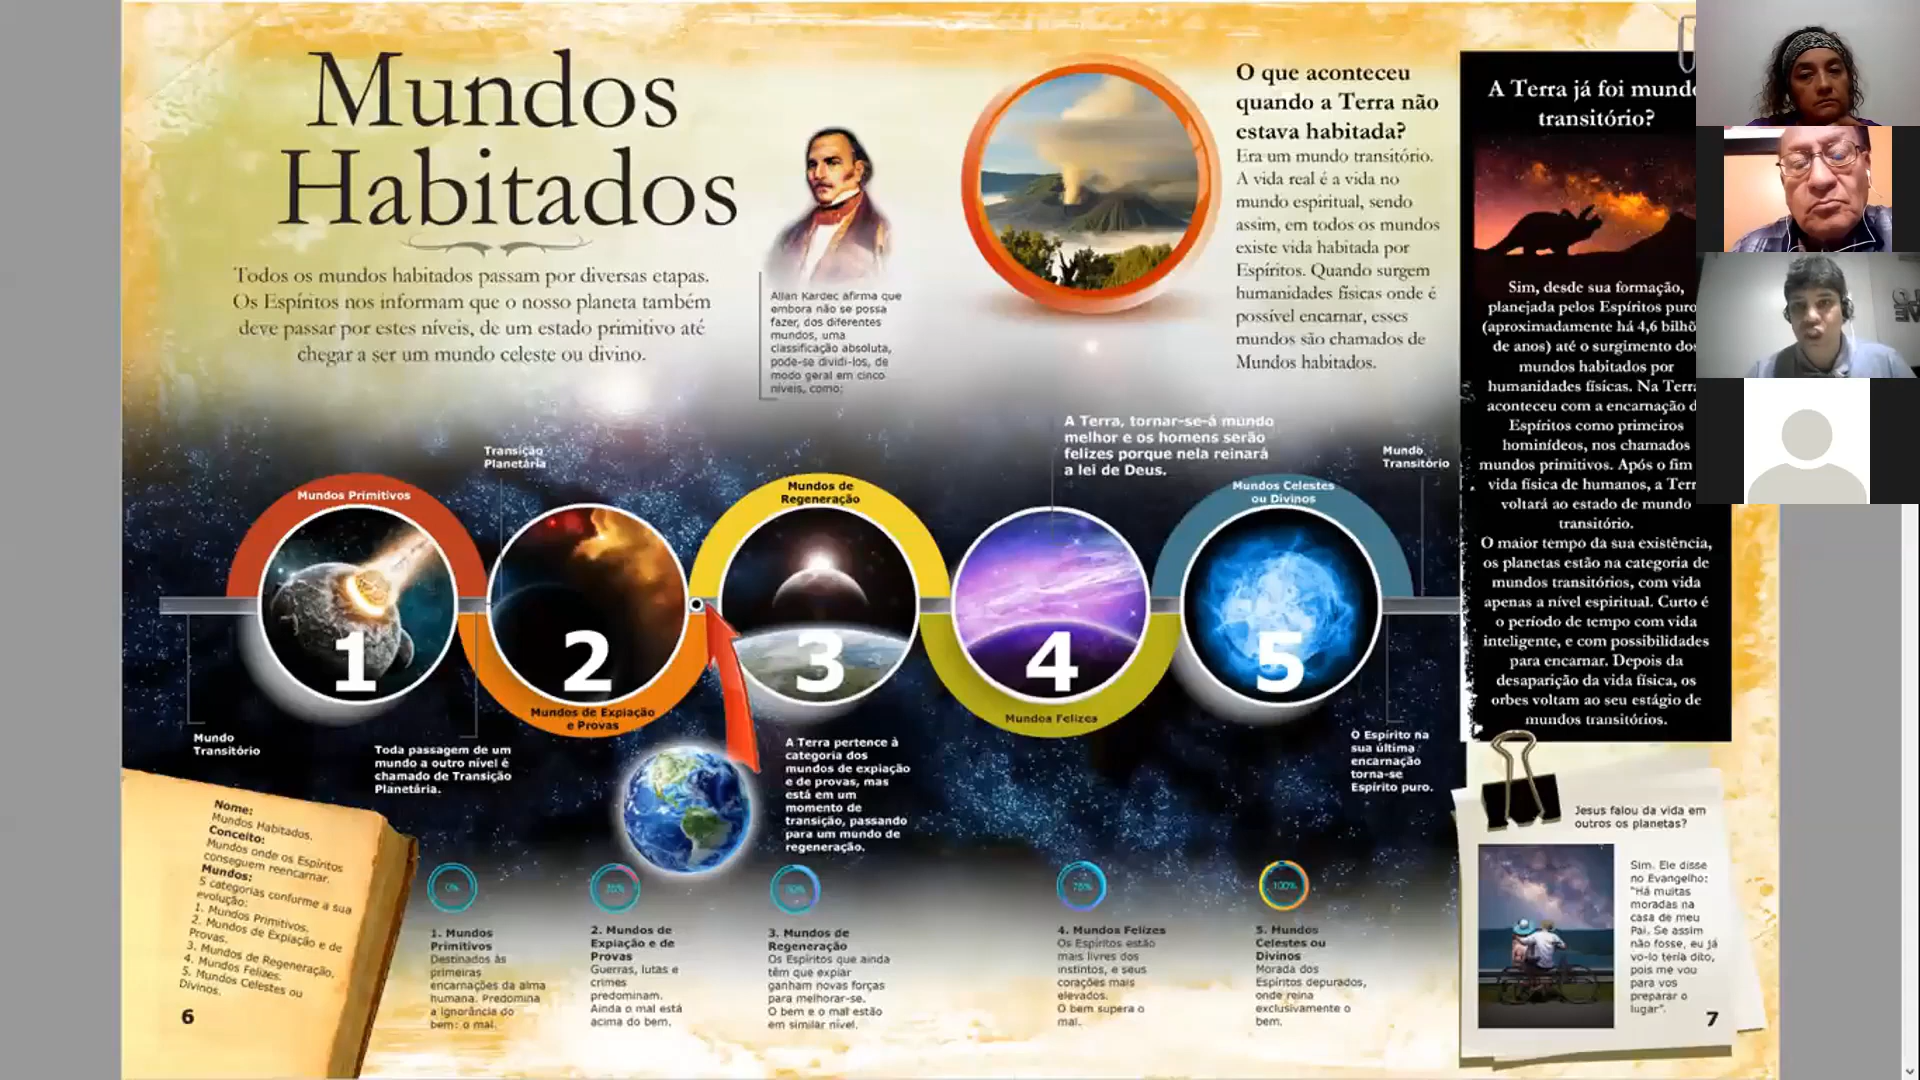 Mundos
Habitados
Todos os mundos habitados passam por diversas etapas.
Os Espíritos nos informam que o nosso planeta também
deve passar por estes níveis, de um estado primitivo até
chegar a ser um mundo celeste ou divino.
Allan Kardec afirma que
embora não se possa
fazer, dos diferentes
mundos, uma
classificação absoluta,
pode-se dividi-los, de
modo geral em cinco
níveis, como:
O que aconteceu
quando a Terra não
estava habitada?
Era um mundo transitório.
A vida real é a vida no
mundo espiritual, sendo
assim, em todos os mundos
existe vida habitada por
Espíritos. Quando surgem
humanidades físicas onde é
possível encarnar, esses
mundos são chamados de
Mundos habitados.
A Terra já foi mundo
transitório?
Sim, desde sua formação,
planejada pelos Espíritos puro
(aproximadamente há 4,6 bilhõ
de anos) até o surgimento dos
mundos habitados por
humanidades físicas. Na Terra
aconteceu com a encarnação d
Espíritos como primeiros
hominídeos, nos chamados
mundos primitivos. Após o fim
vida física de humanos, a Terr
voltará ao estado de mundo
transitório.
O maior tempo da sua existência,
os planetas estão na categoria de
mundos transitórios, com vida
apenas a nível espiritual. Curto é
o período de tempo com vida
inteligente, e com possibilidades
para encarnar. Depois da
desaparição da vida física, os
orbes voltam ao seu estágio de
mundos transitórios.
Transição
Planetária
A Terra, tornar-se-á mundo
melhor e os homens serão
felizes porque nela reinará
a lei de Deus.
Mundo
Transitório
Mundos Primitivos
Mundos de
Regeneração
Mundos Celestes
ou Divinos
1
2
3
4
5
Mundos de Expiação
e Provas
Mundos Felizes
Mundo
Transitório
Toda passagem de um
mundo a outro nível é
chamado de Transição
Planetária.
A Terra pertence à
categoria dos
mundos de expiação
e de provas, mas
está em um
momento de
transição, passando
para um mundo de
regeneração.
O Espírito na
sua última
encarnação
torna-se
Espírito puro.
Nome:
Mundos Habitados.
Conceito:
Mundos onde os Espíritos
conseguem reencarnar.
Mundos:
5 categorias conforme a sua
evolução:
1. Mundos Primitivos.
2. Mundos de Expiação e de
Provas.
3. Mundos de Regeneração.
4. Mundos Felizes.
5. Mundos Celestes ou
Divinos.
6
0%
1. Mundos
Primitivos
Destinados às
primeiras
encarnações da alma
humana. Predomina
a ignorância do
bem: o mal.
2. Mundos de
Expiação e de
Provas
Guerras, lutas e
crimes
predominam.
Ainda o mal está
acima do bem.
50%
3. Mundos de
Regeneração
Os Espíritos que ainda
têm que expiar
ganham novas forças
para melhorar-se.
O bem e o mal estão
em similar nível.
75%
4. Mundos Felizes
Os Espíritos estão
mais livres dos
instintos, e seus
corações mais
elevados.
O bem supera o
mal.
100%
5. Mundos
Celestes ou
Divinos
Morada dos
Espíritos depurados,
onde reina
exclusivamente o
bem.
Jesus falou da vida em
outros os planetas?
Sim. Ele disse
no Evangelho:
"Há muitas
moradas na
casa de meu
Pai. Se assim
não fosse, eu já
vo-lo teria dito,
pois me vou
para vos
preparar o
lugar".
7